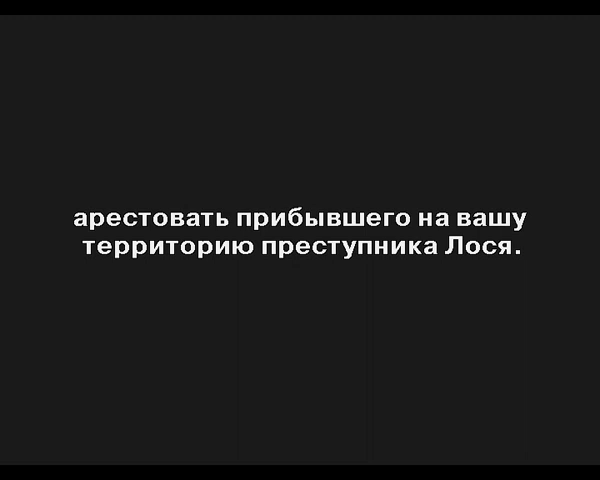 арестовать прибывшего на вашу
территорию преступника Лося.